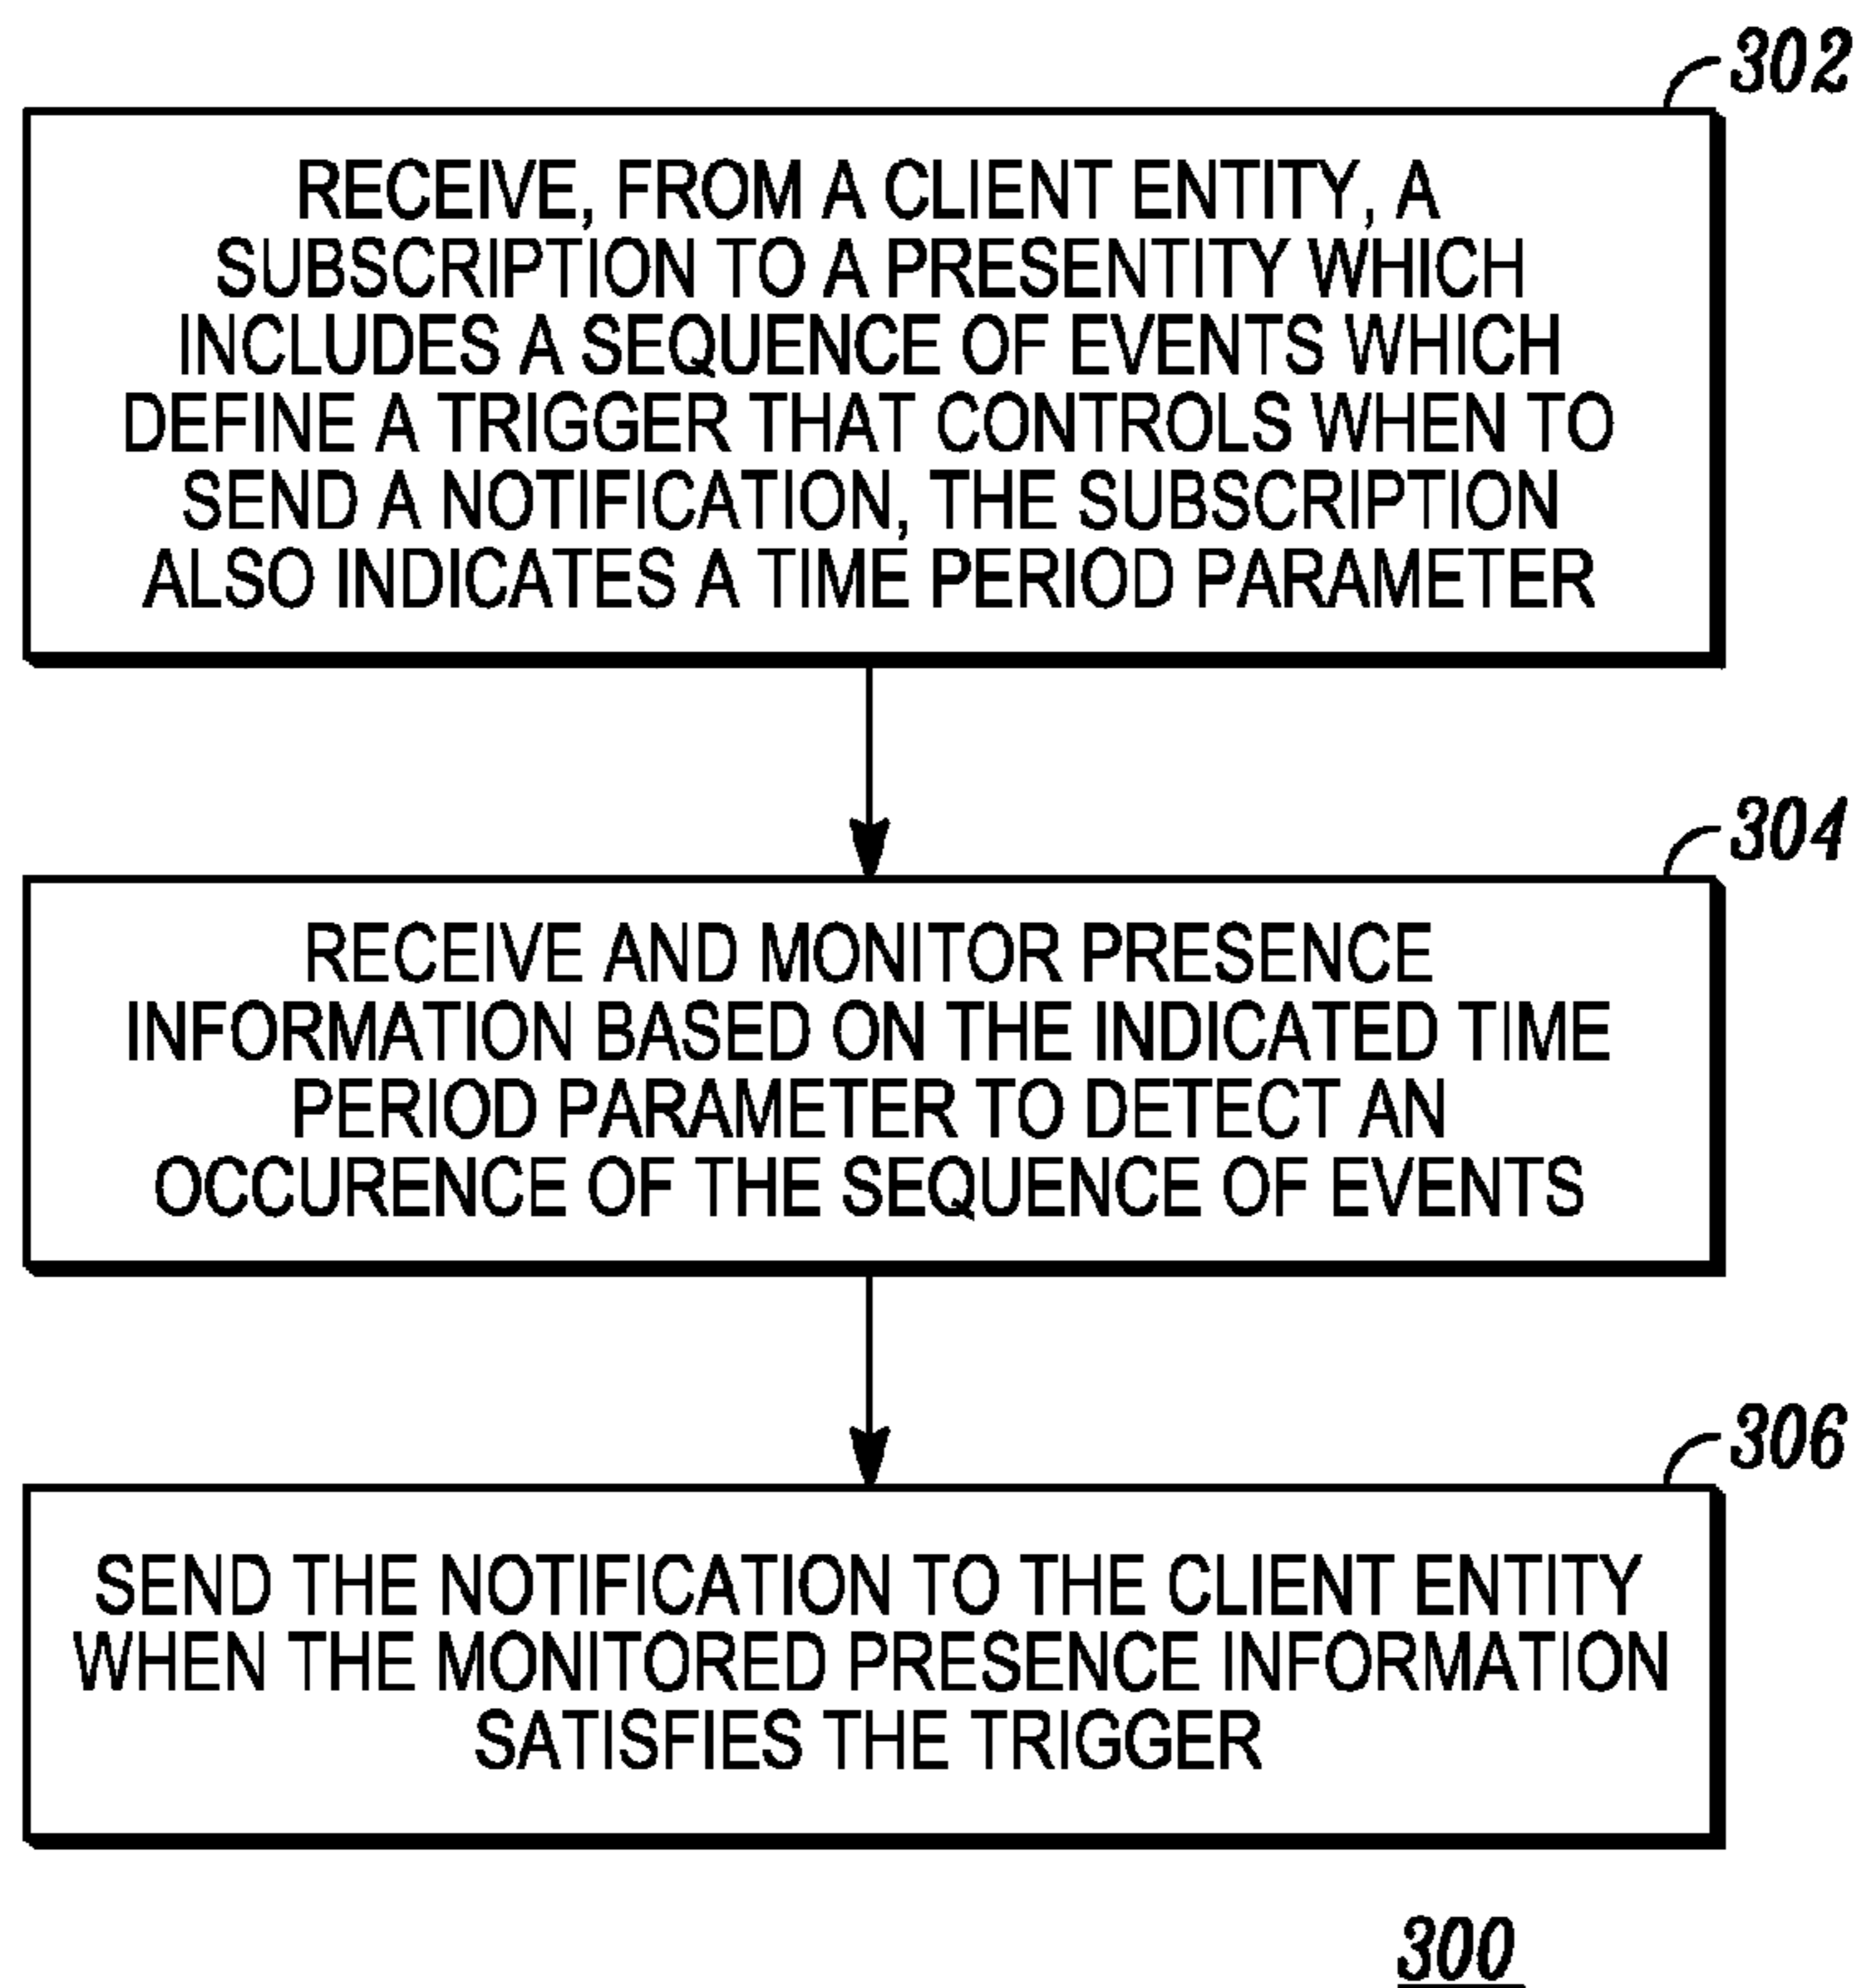 302
RECEIVE, FROM A CLIENT ENTITY, A
SUBSCRIPTION TO A PRESENTITY WHICH
INCLUDES A SEQUENCE OF EVENTS WHICH
DEFINE A TRIGGER THAT CONTROLS WHEN TO
SEND A NOTIFICATION, THE SUBSCRIPTION
ALSO INDICATES A TIME PERIOD PARAMETER
304
RECEIVE AND MONITOR PRESENCE
INFORMATION BASED ON THE INDICATED TIME
PERIOD PARAMETER TO DETECT AN
OCCURENCE OF THE SEQUENCE OF EVENTS
306
SEND THE NOTIFICATION TO THE CLIENT ENTITY
WHEN THE MONITORED PRESENCE INFORMATION
SATISFIES THE TRIGGER
300